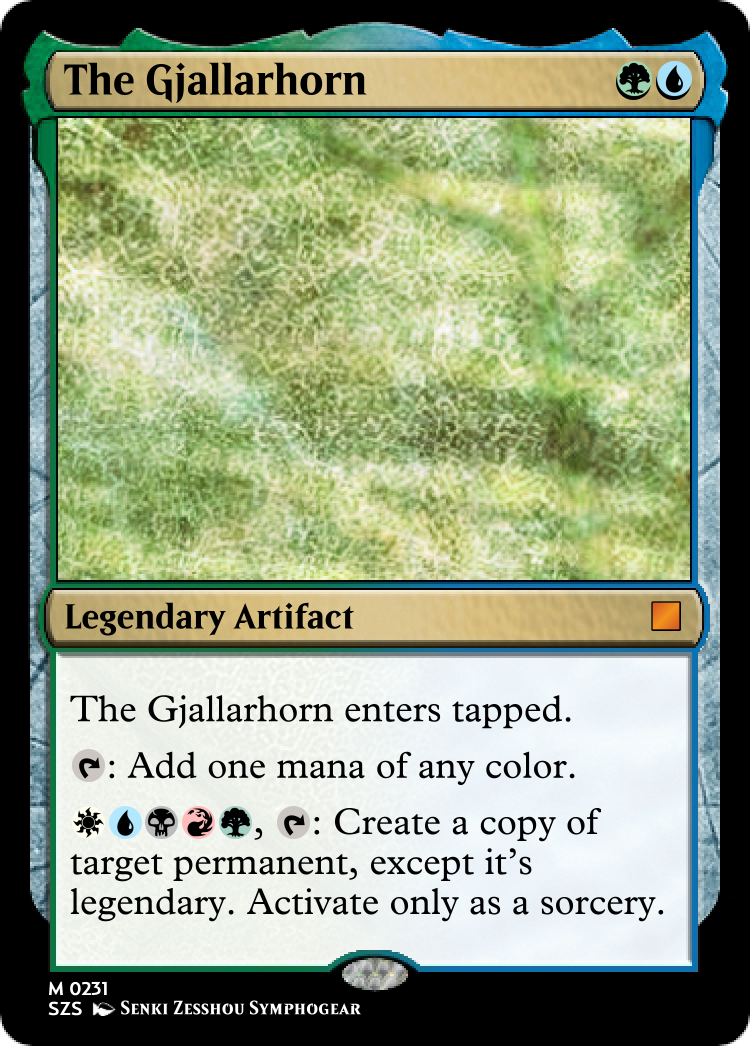 The Gjallarhorn
Legendary Artifact
The Gjallarhorn enters tapped.
: Add one mana of any color.
, : Create a copy of
target permanent, except it’s
legendary. Activate only as a sorcery.
M 0231
SZS Senki Zesshou Symphogear